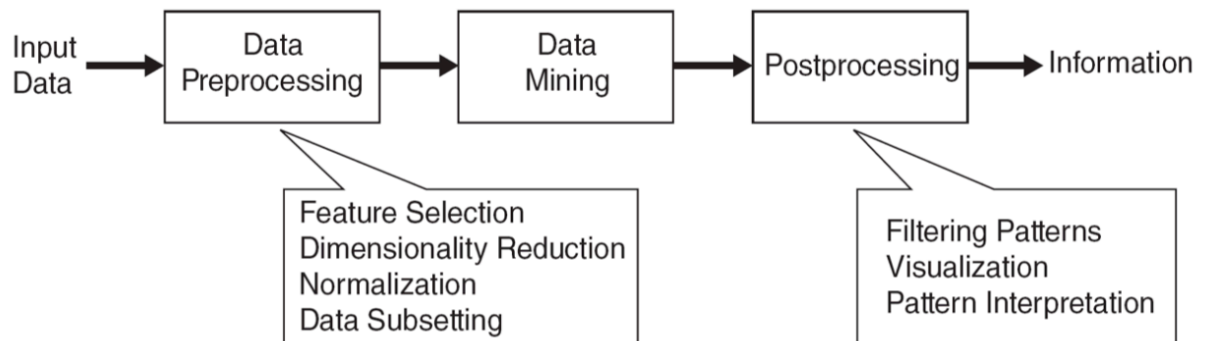 Input
Data
Data
Preprocessing
Data
Mining
Postprocessing
Information
Feature Selection
Dimensionality Reduction
Normalization
Data Subsetting
Filtering Patterns
Visualization
Pattern Interpretation